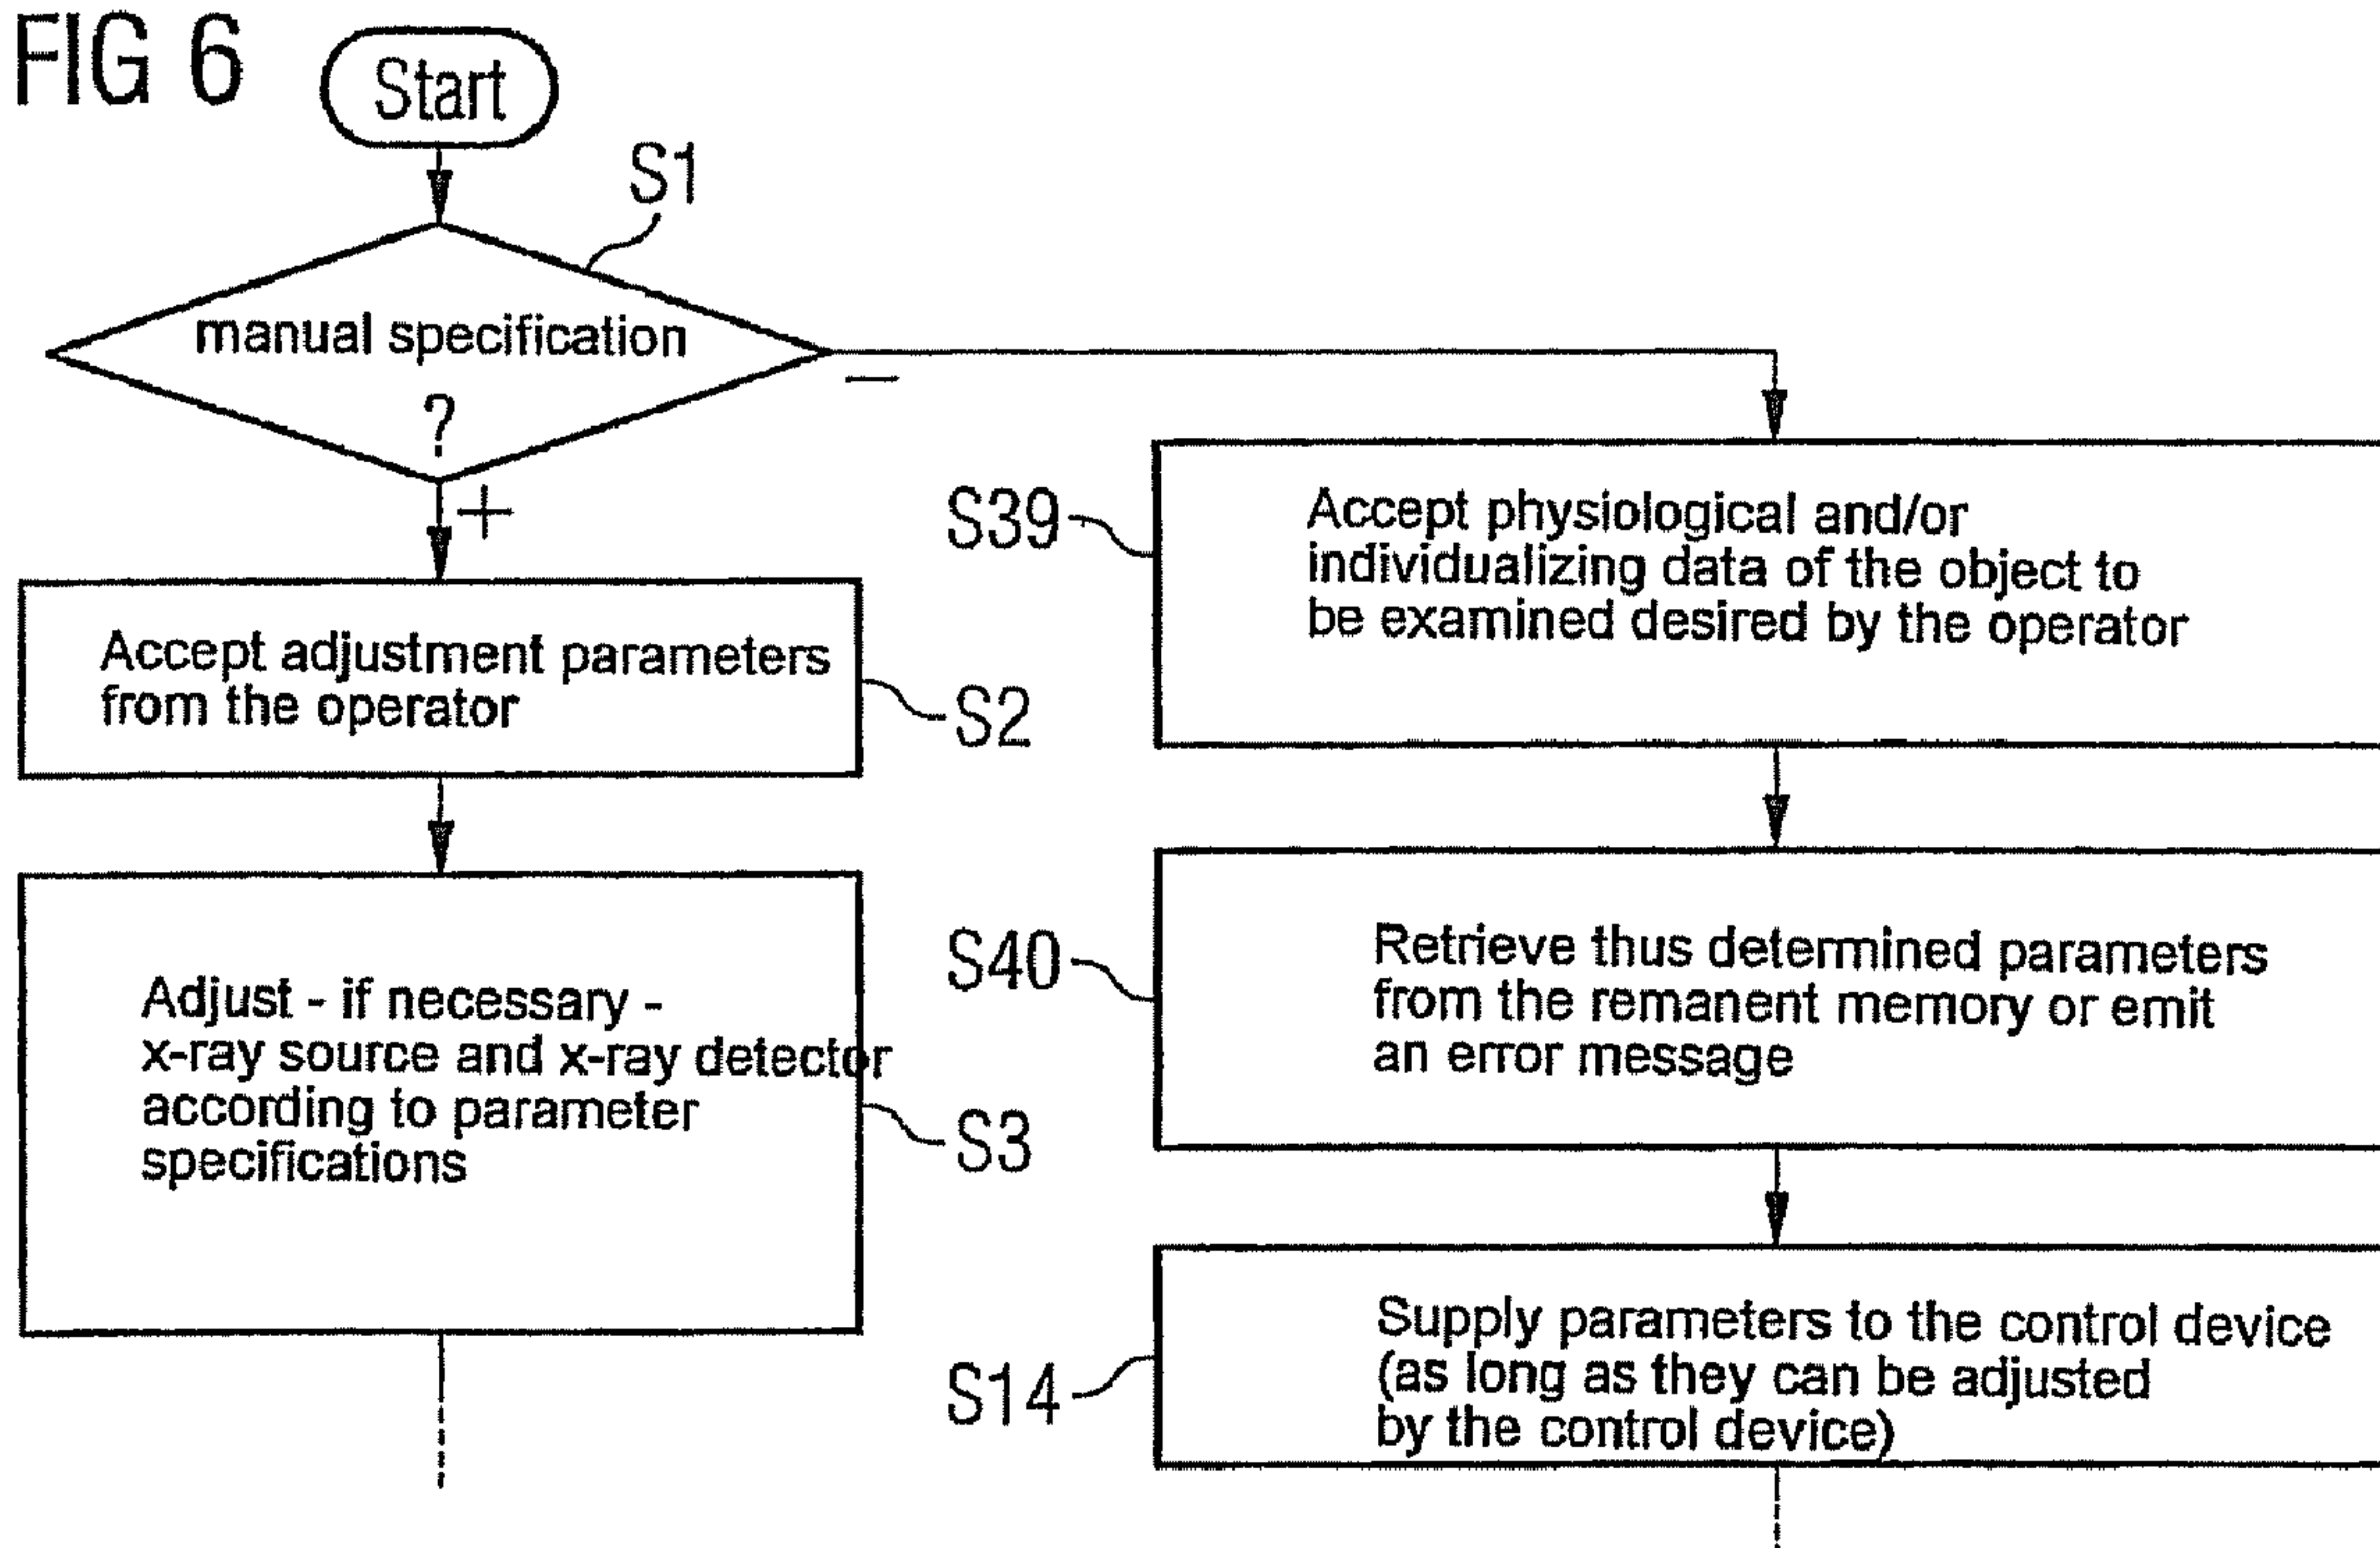 FIG 6
Start
S1
manual specification
?
−
+
Accept adjustment parameters
from the operator
S2
Adjust - if necessary -
x-ray source and x-ray detector
according to parameter
specifications
S3
S39
Accept physiological and/or
individualizing data of the object to
be examined desired by the operator
S40
Retrieve thus determined parameters
from the remanent memory or emit
an error message
S14
Supply parameters to the control device
(as long as they can be adjusted
by the control device)